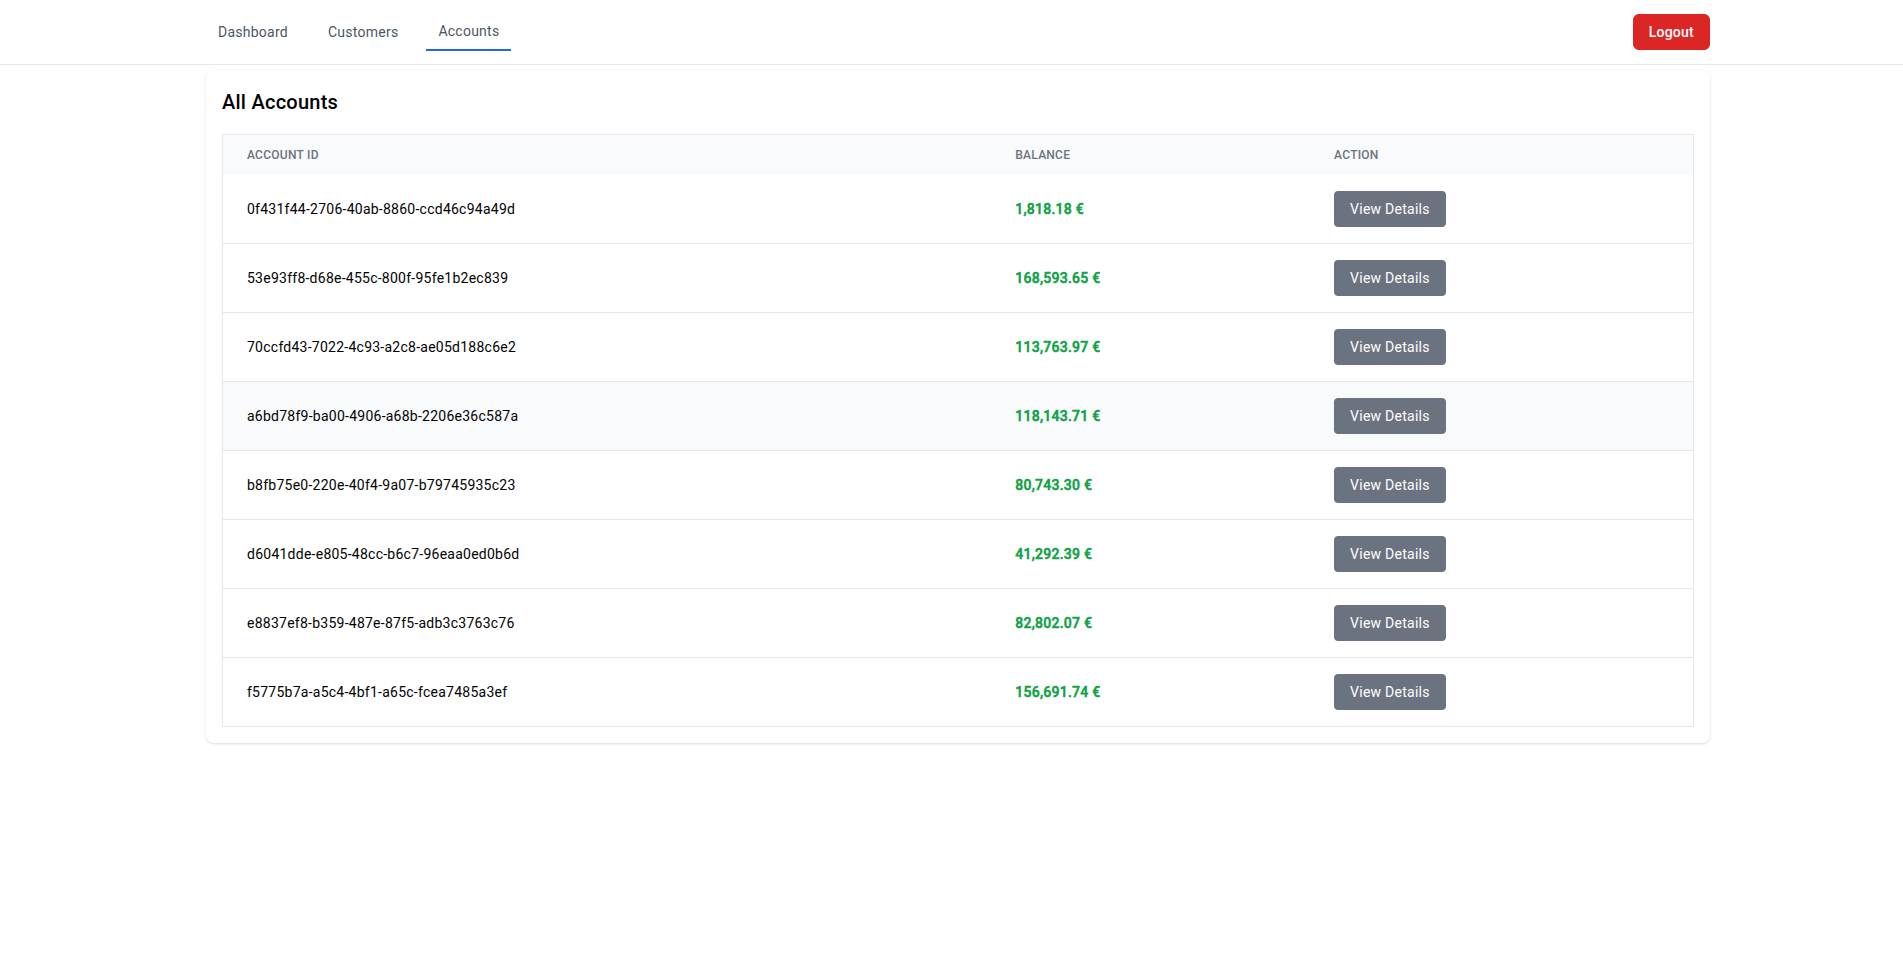 Dashboard Customers Accounts Logout
All Accounts
ACCOUNT ID BALANCE ACTION
0f431f44-2706-40ab-8860-ccd46c94a49d 1,818.18 € View Details
53e93ff8-d68e-455c-800f-95fe1b2ec839 168,593.65 € View Details
70ccfd43-7022-4c93-a2c8-ae05d188c6e2 113,763.97 € View Details
a6bd78f9-ba00-4906-a68b-2206e36c587a 118,143.71 € View Details
b8fb75e0-220e-40f4-9a07-b79745935c23 80,743.30 € View Details
d6041dde-e805-48cc-b6c7-96eaa0ed0b6d 41,292.39 € View Details
e8837ef8-b359-487e-87f5-adb3c3763c76 82,802.07 € View Details
f5775b7a-a5c4-4bf1-a65c-fcea7485a3ef 156,691.74 € View Details